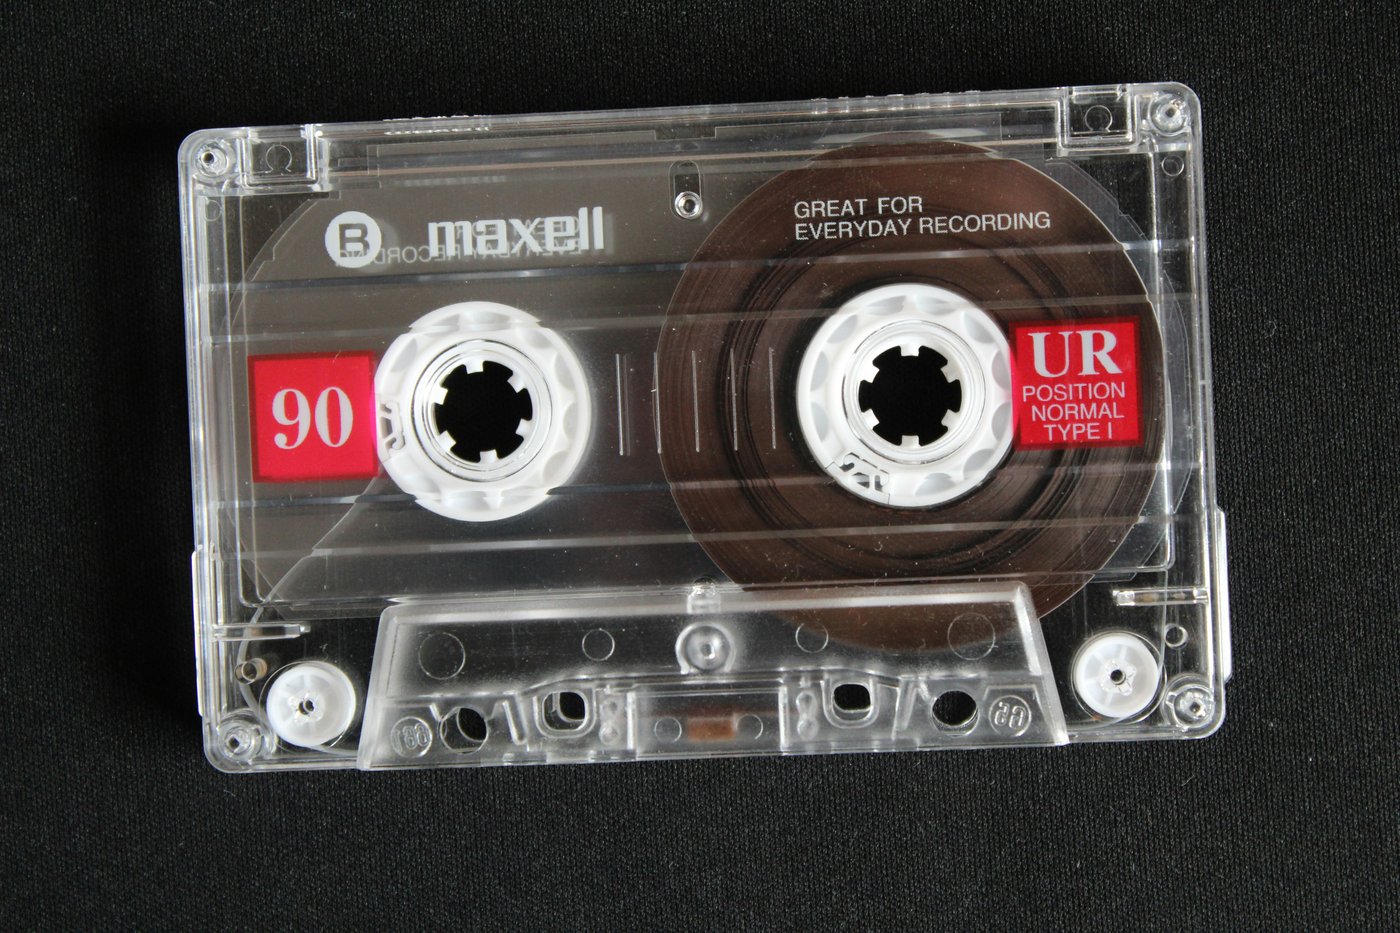 B maxell
GREAT FOR
EVERYDAY RECORDING
90
UR
POSITION
NORMAL
TYPE I